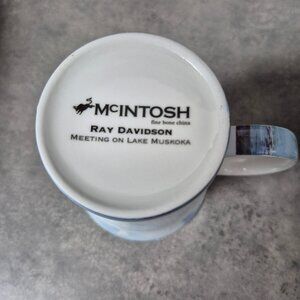 McINTOSH
fine bone china
RAY DAVIDSON
MEETING ON LAKE MUSKOKA